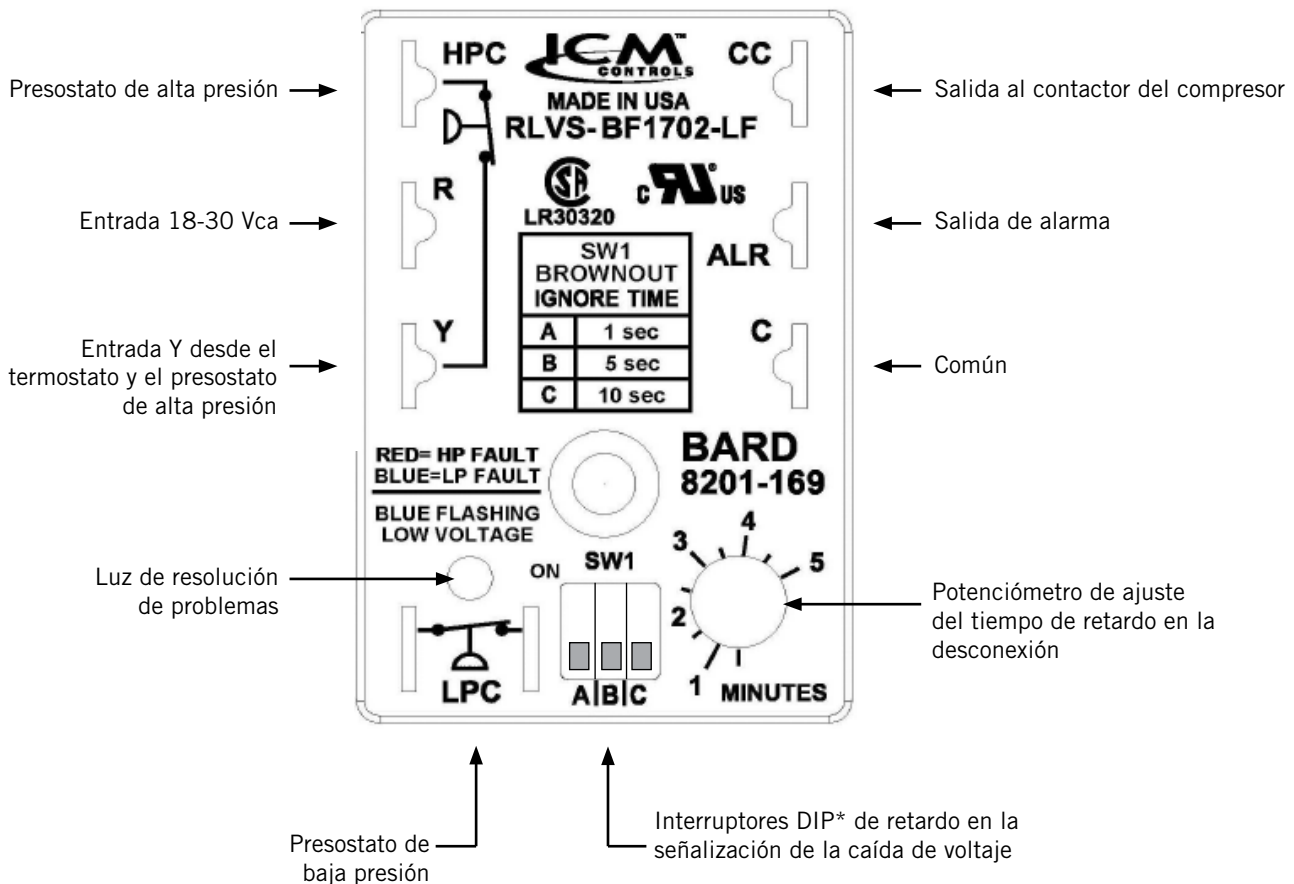 HPC
ICM™
CONTROLS
CC
Presostato de alta presión
Salida al contactor del compresor
MADE IN USA
RLVS-BF1702-LF
R
SA
C RU® US
LR30320
Entrada 18-30 Vca
Salida de alarma
ALR
SW1
BROWNOUT
IGNORE TIME
A 1 sec
B 5 sec
C 10 sec
Y
C
Entrada Y desde el
termostato y el presostato
de alta presión
Común
RED= HP FAULT
BLUE=LP FAULT
BLUE FLASHING
LOW VOLTAGE
BARD
8201-169
Luz de resolución
de problemas
ON
SW1
A B C
LPC
1
2
3
4
5
MINUTES
Potenciómetro de ajuste
del tiempo de retardo en la
desconexión
Presostato de
baja presión
Interruptores DIP* de retardo en la
señalización de la caída de voltaje